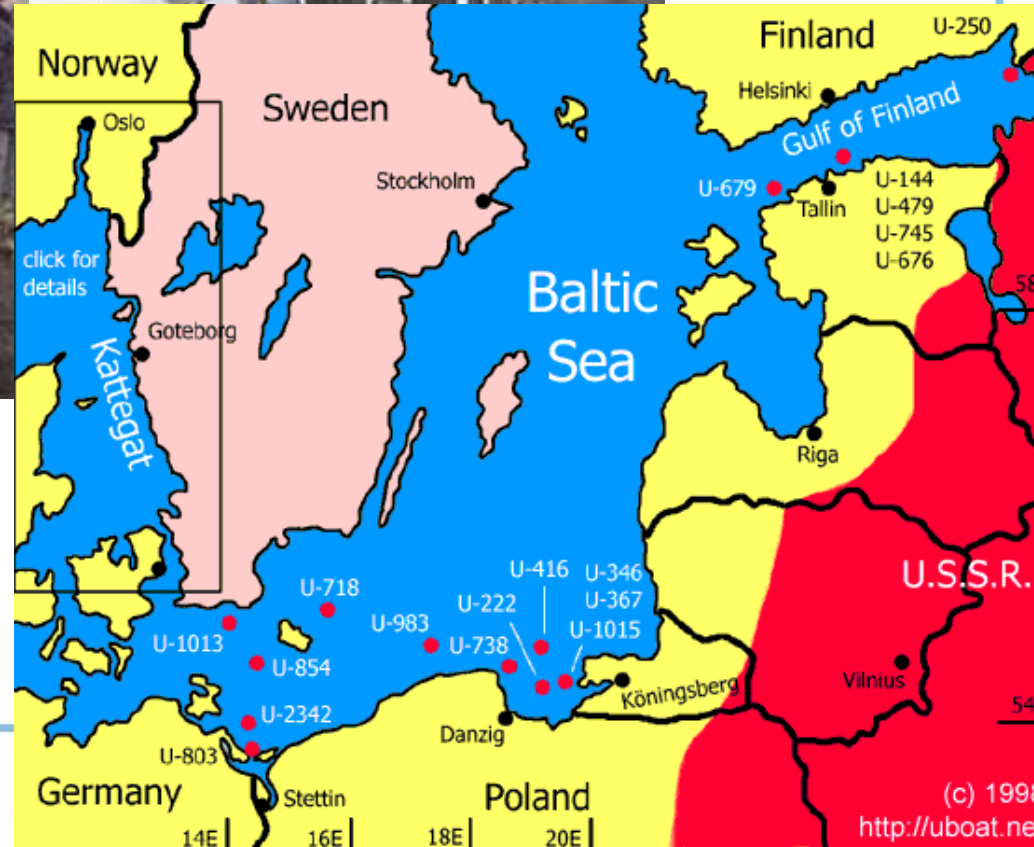 Norway
Oslo
Sweden
Stockholm
Finland
U-250
Helsinki
Gulf of Finland
U-679
Tallin
U-144
U-479
U-745
U-676
click for
details
Goteborg
Kattegat
Baltic
Sea
58
Riga
U.S.S.R.
U-416
U-346
U-367
U-1015
U-718
U-222
U-983
U-738
U-1013
U-854
U-2342
U-803
Köningsberg
Vilnius
54
Danzig
Germany
Stettin
Poland
14E
16E
18E
20E
(c) 1998
http://uboat.ne